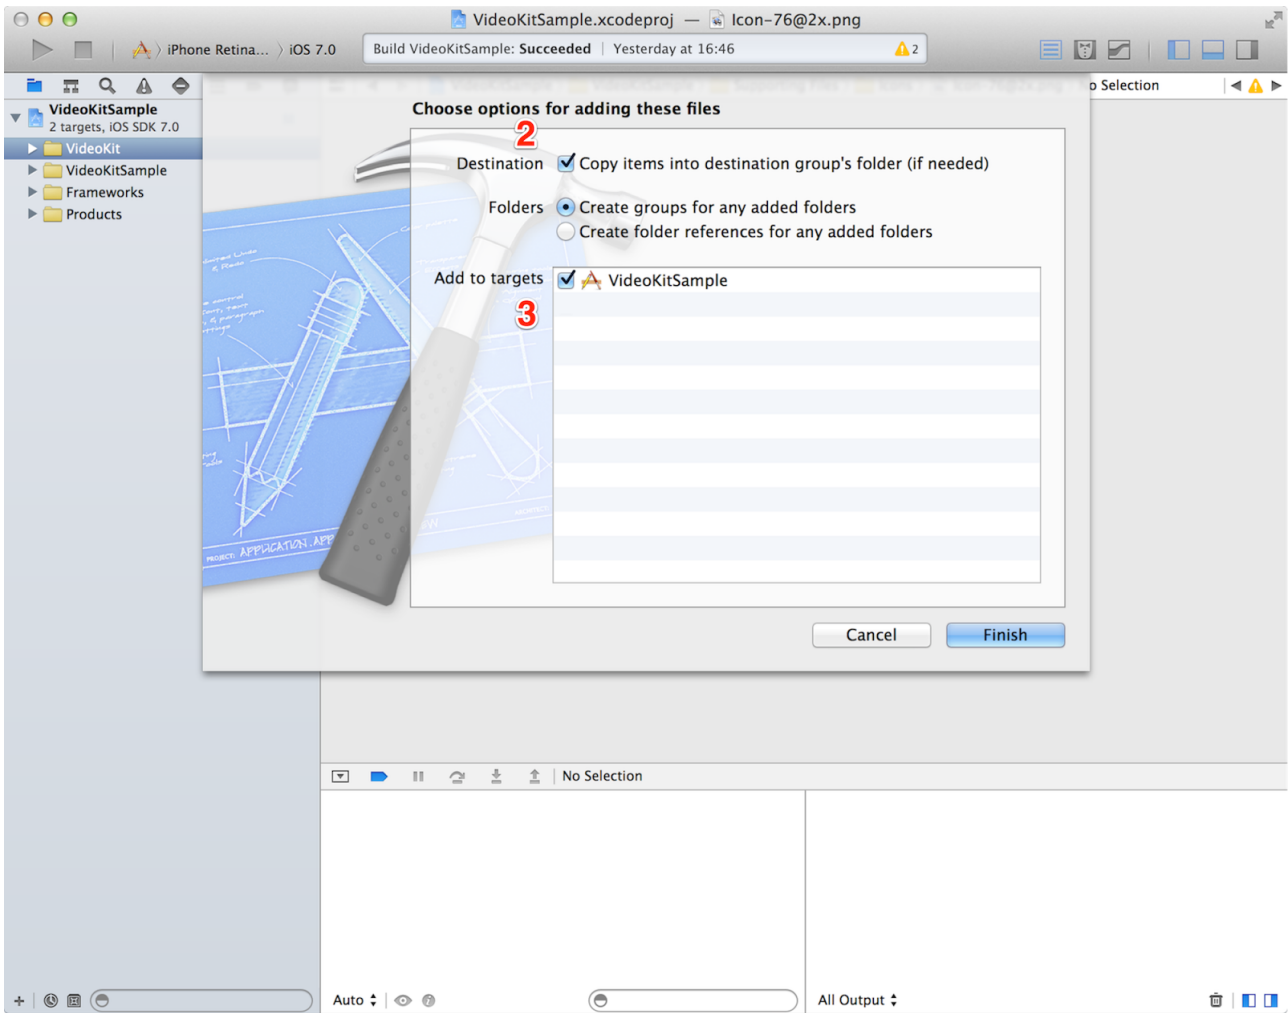 VideoKitSample.xcodeproj — Icon-76@2x.png
iPhone Retina... iOS 7.0
Build VideoKitSample: Succeeded | Yesterday at 16:46
2
No Selection
VideoKitSample
2 targets, iOS SDK 7.0
VideoKit
VideoKitSample
Frameworks
Products
Choose options for adding these files
2
Destination Copy items into destination group's folder (if needed)
Folders Create groups for any added folders
Create folder references for any added folders
Add to targets VideoKitSample
3
PROJECT: APPLICATION.APP
Cancel Finish
No Selection
Auto
All Output